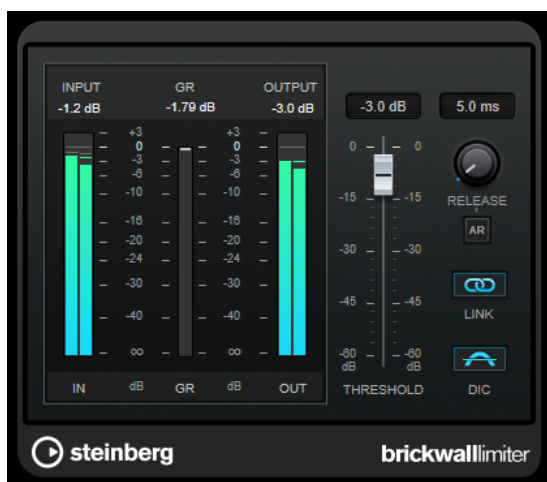 INPUT GR OUTPUT
-1.2 dB -1.79 dB -3.0 dB
-3.0 dB 5.0 ms
+3 +3
0 0
-3 -3
-6 -6
-10 -10
-16 -16
-20 -20
-24 -24
-30 -30
-40 -40
∞ ∞
IN dB GR dB OUT
0 0
-15 -15
-30 -30
-45 -45
-60 -60
dB dB
THRESHOLD
RELEASE
AR
LINK
DIC
steinberg brickwalllimiter